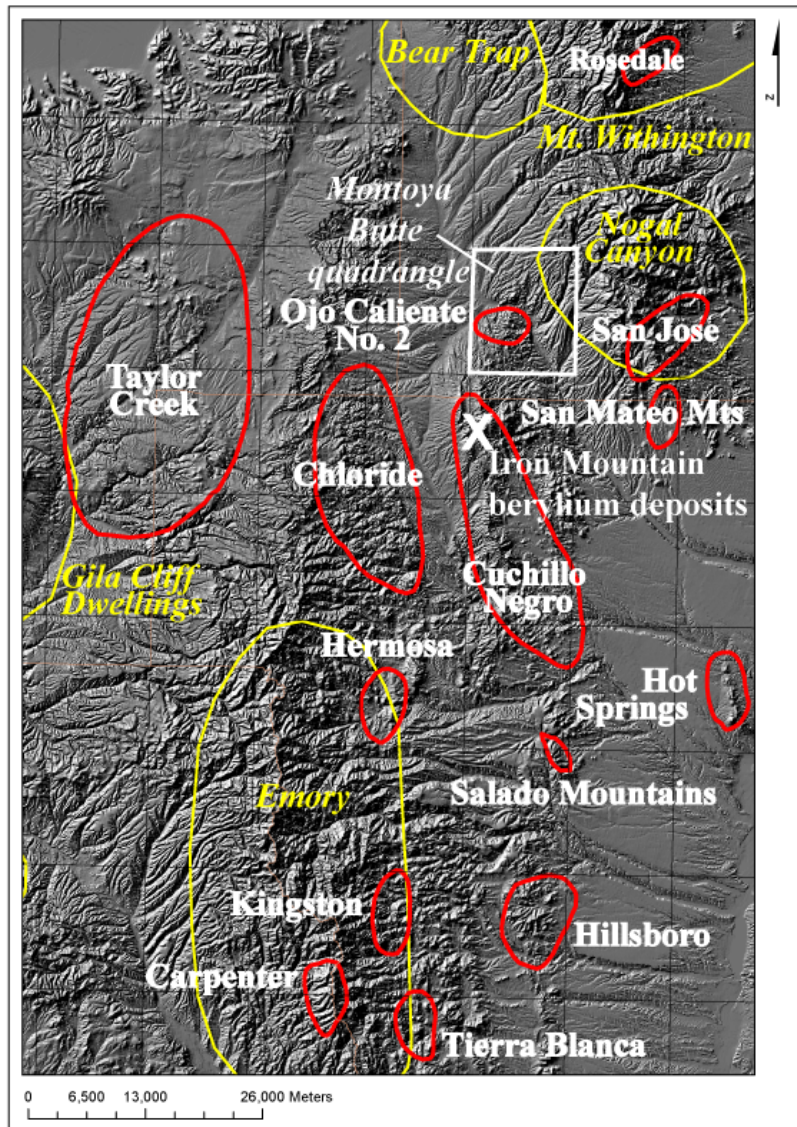 Bear Trap
Rosedale
N
Mt. Withington
Montoya
Butte
quadrangle
Nogal
Canyon
Ojo Caliente
No. 2
San Jose
Taylor
Creek
San Mateo Mts
X
Iron Mountain
berylium deposits
Chloride
Cuchillo
Negro
Gila Cliff
Dwellings
Hermosa
Hot
Springs
Emory
Salado Mountains
Kingston
Hillsboro
Carpenter
Tierra Blanca
0 6,500 13,000 26,000 Meters